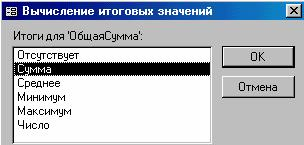 Вычисление итоговых значений
Итоги для 'ОбщаяСумма':
Отсутствует
Сумма
Среднее
Минимум
Максимум
Число
OK
Отмена